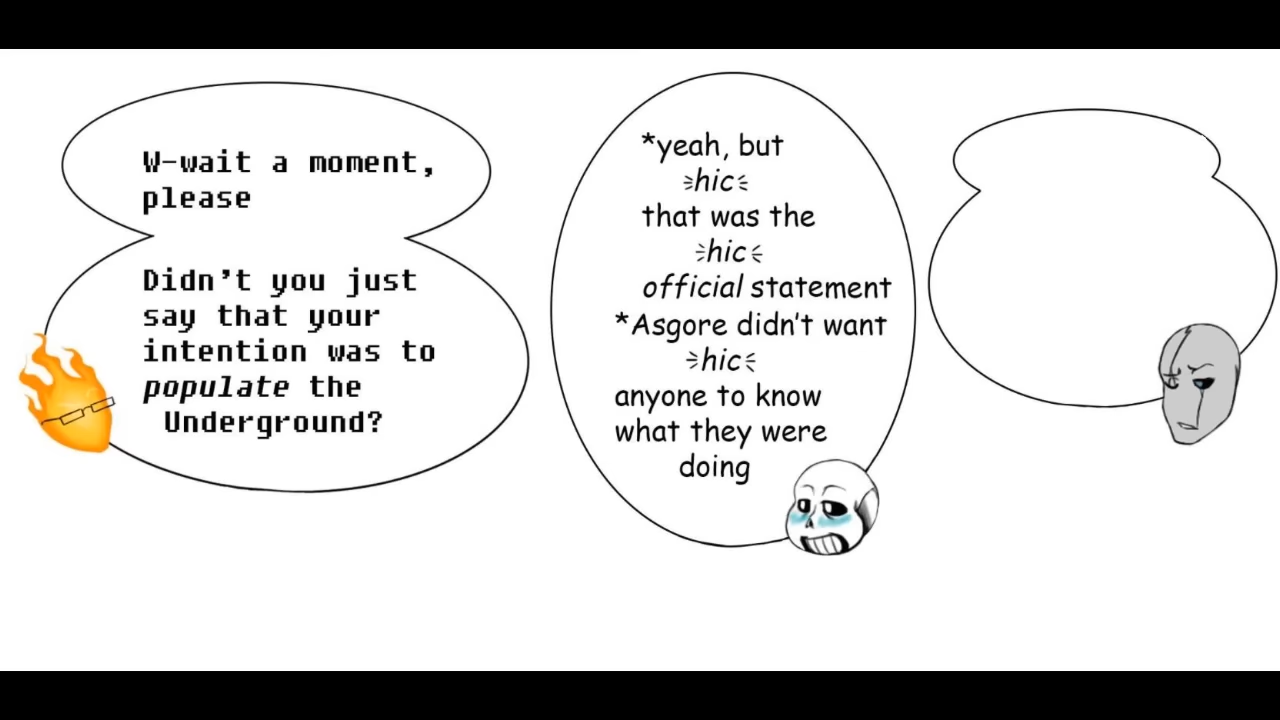 W-wait a moment,
please
Didn't you just
say that your
intention was to
populate the
Underground?
*yeah, but
hic
that was the
hic
official statement
*Asgore didn't want
hic
anyone to know
what they were
doing